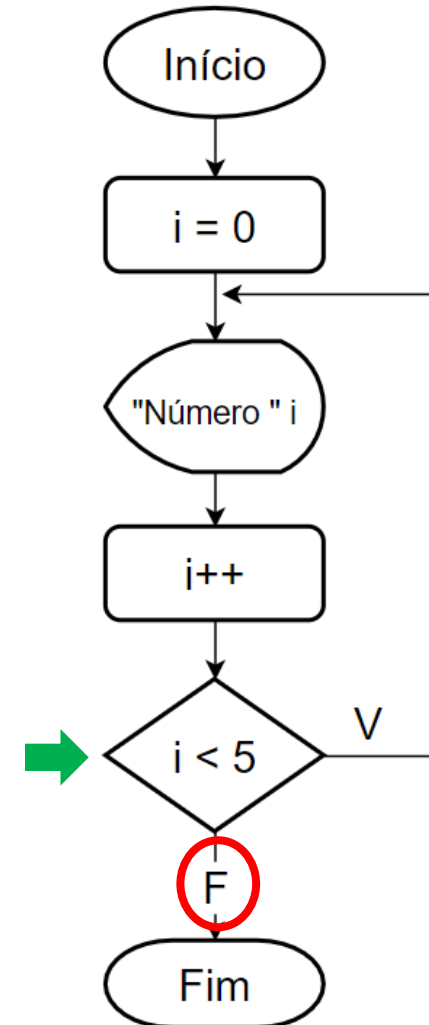 Início
i = 0
"Número " i
i++
i < 5
V
F
Fim